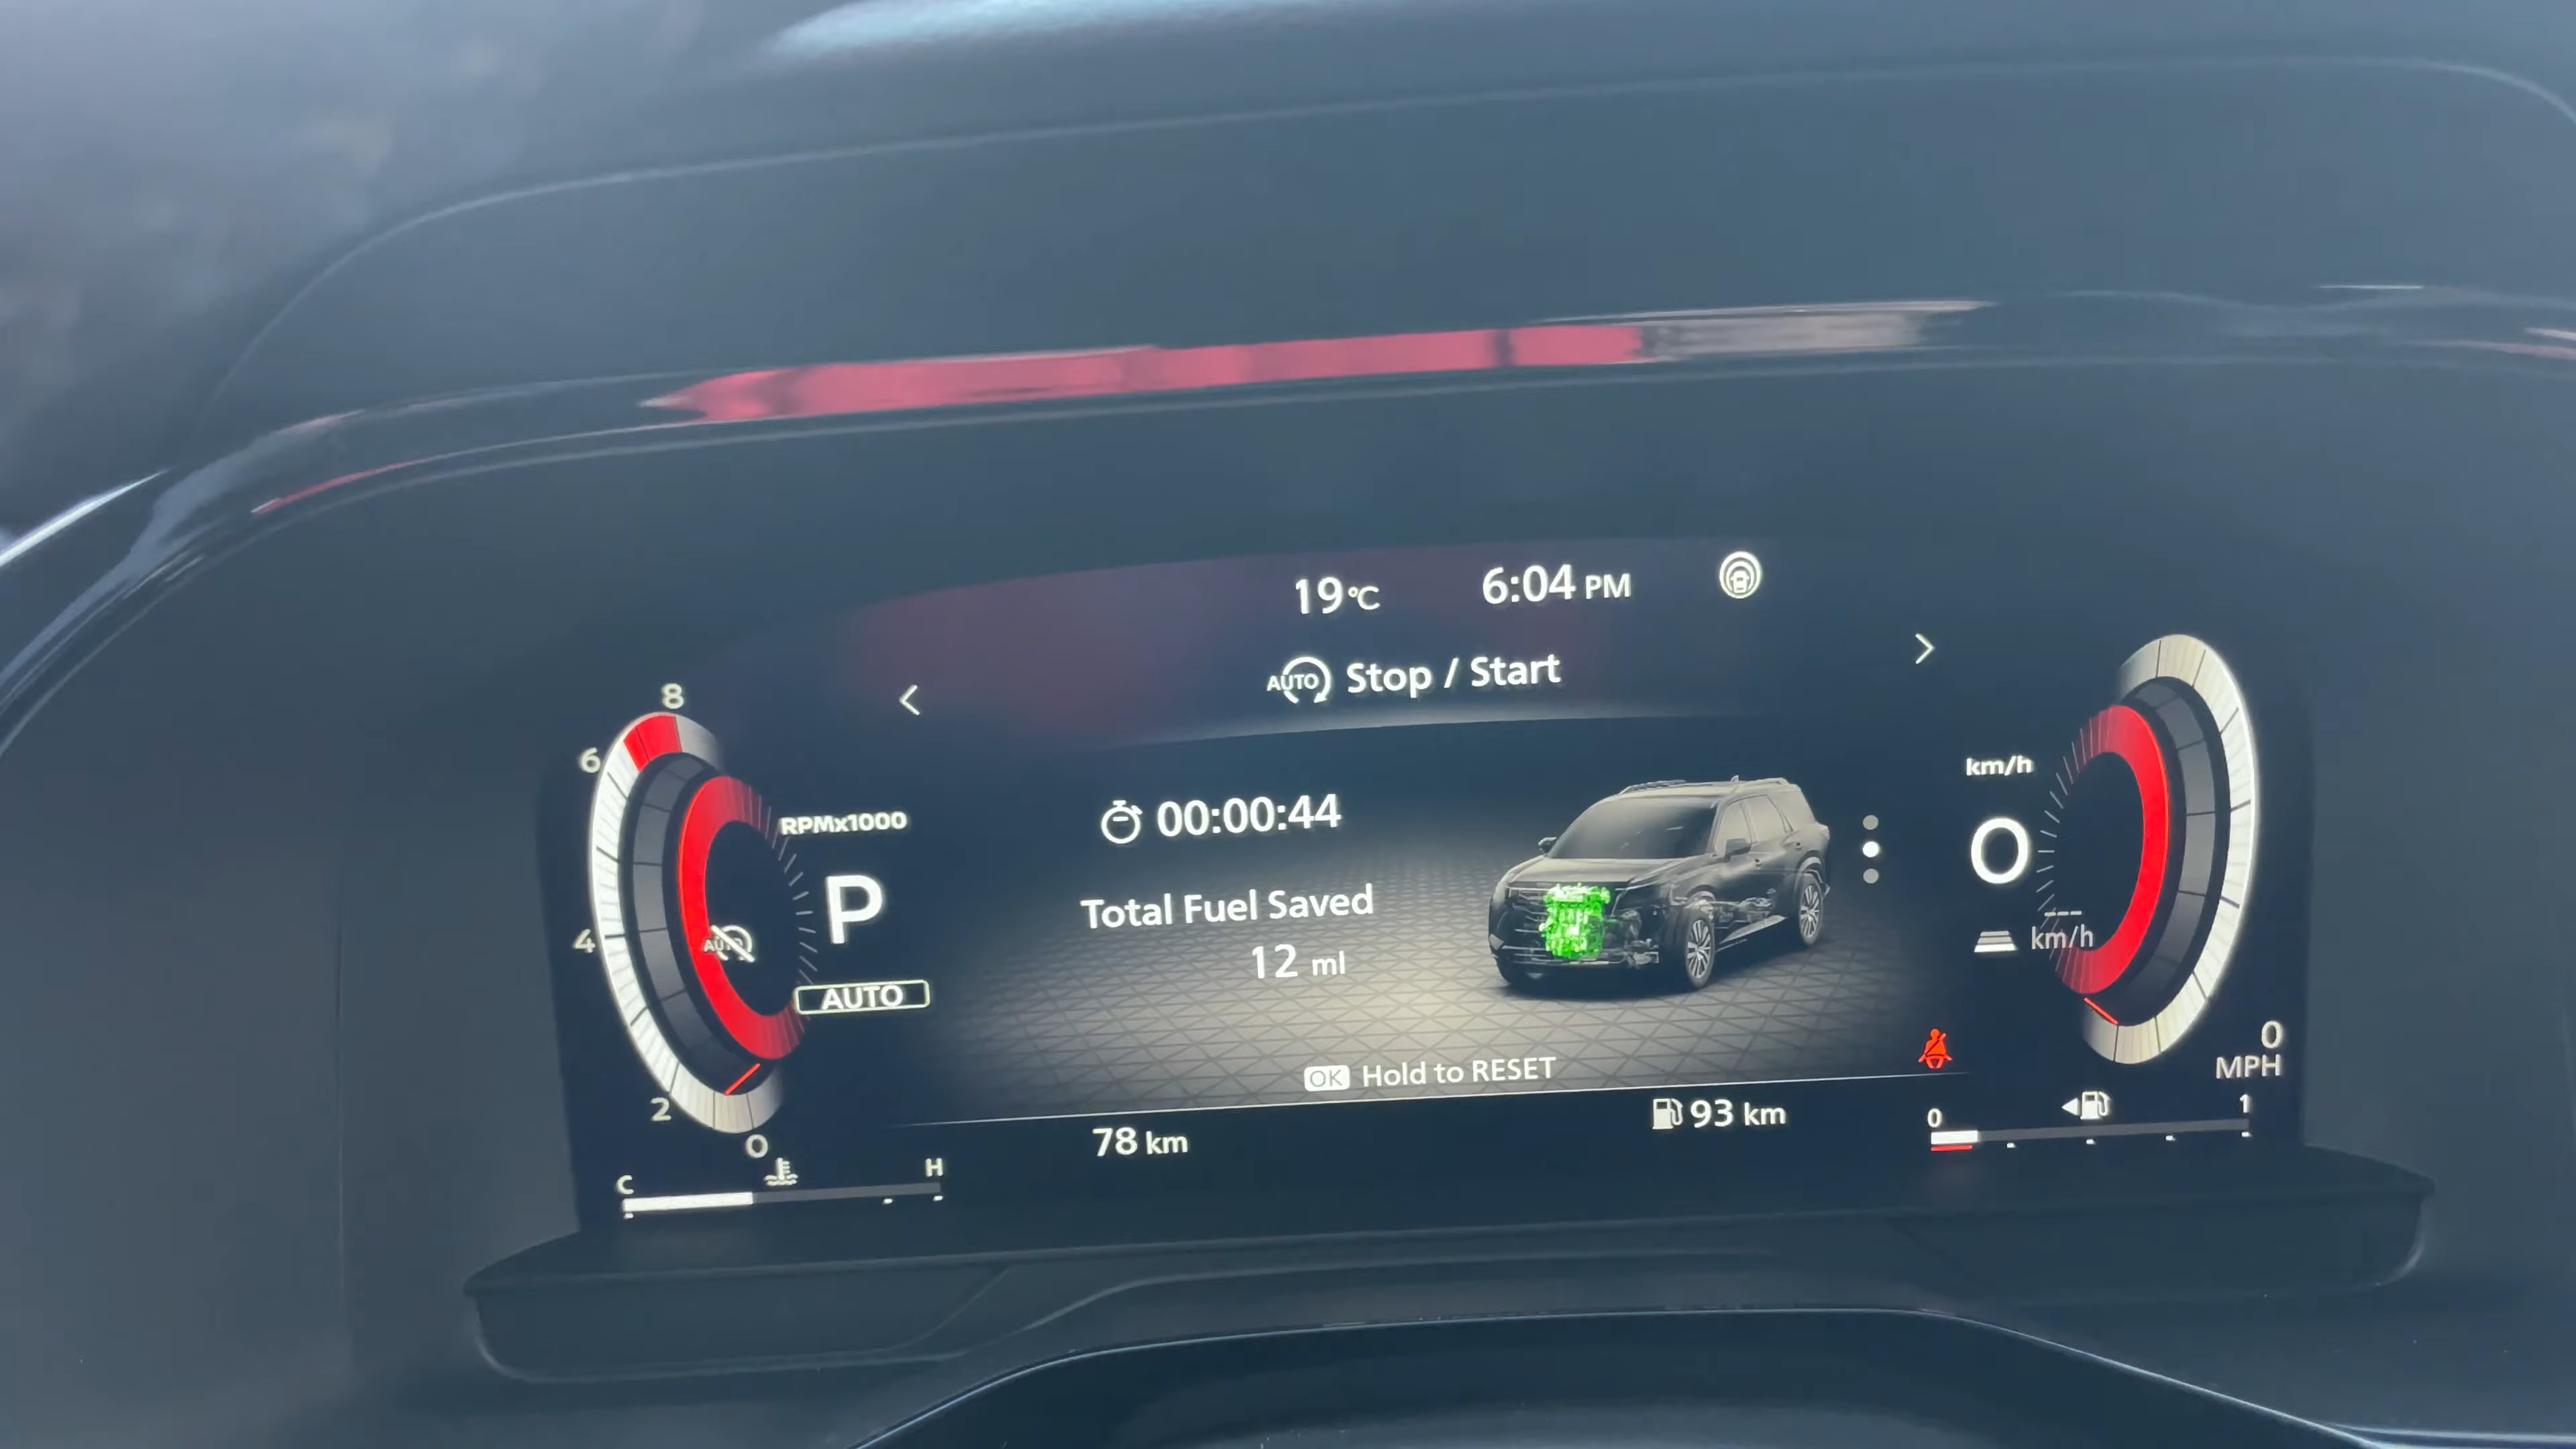 19°C 6:04 PM
AUTO Stop / Start
8
6
4
2
0
RPMx1000
P
AUTO
AUTO
00:00:44
Total Fuel Saved
12 ml
OK Hold to RESET
km/h
0
---
km/h
0
MPH
C H
78 km
93 km
0 1